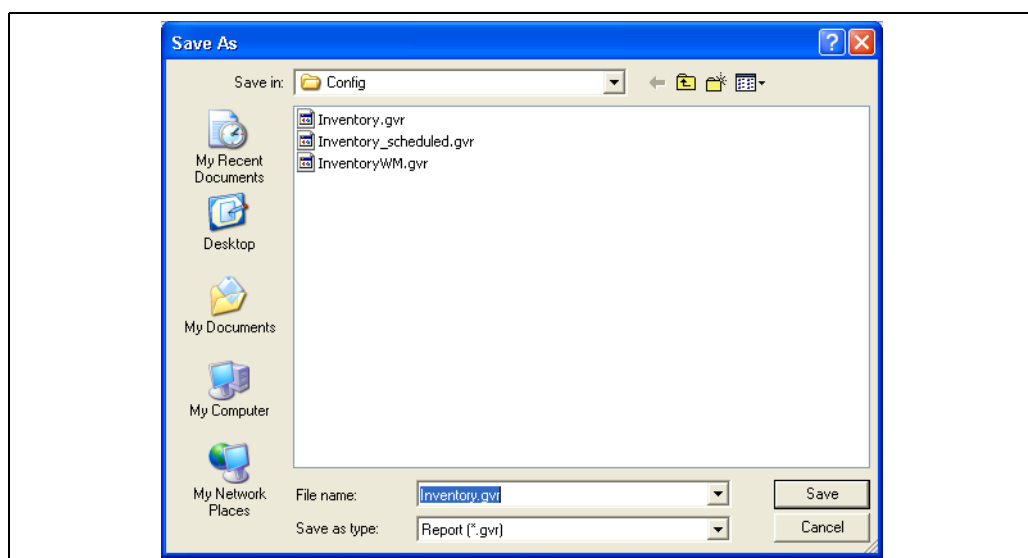 Save As
Save in:
Config
Inventory.gvr
Inventory_scheduled.gvr
InventoryWM.gvr
My Recent
Documents
Desktop
My Documents
My Computer
My Network
Places
File name:
Inventory.gvr
Save
Save as type:
Report (*.gvr)
Cancel